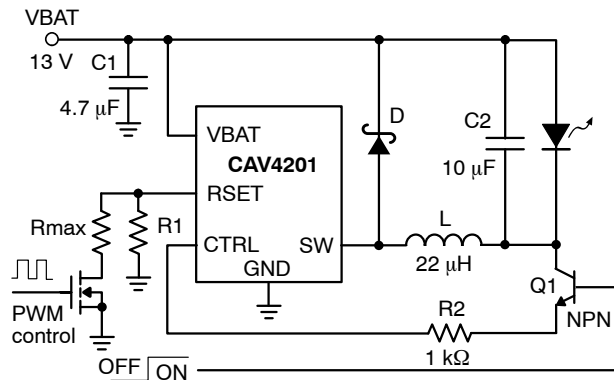 VBAT
13 V
C1
4.7 μF
VBAT
CAV4201
RSET
CTRL
SW
GND
D
C2
10 μF
L
22 μH
Rmax
R1
PWM
control
Q1
NPN
R2
1 kΩ
OFF ON